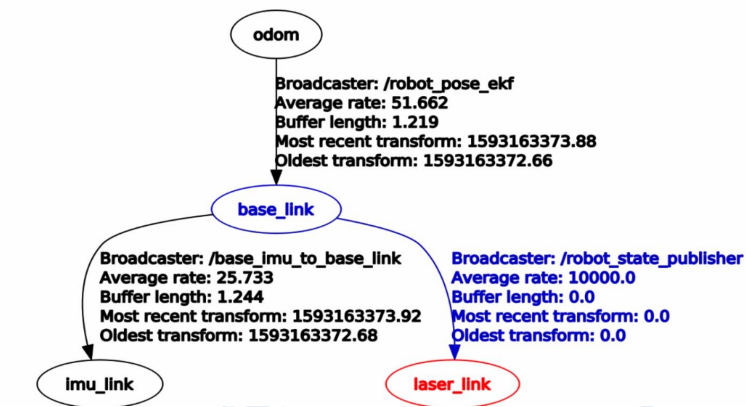 odom
Broadcaster: /robot_pose_ekf
Average rate: 51.662
Buffer length: 1.219
Most recent transform: 1593163373.88
Oldest transform: 1593163372.66
base_link
Broadcaster: /base_imu_to_base_link
Average rate: 25.733
Buffer length: 1.244
Most recent transform: 1593163373.92
Oldest transform: 1593163372.68
Broadcaster: /robot_state_publisher
Average rate: 10000.0
Buffer length: 0.0
Most recent transform: 0.0
Oldest transform: 0.0
imu_link
laser_link